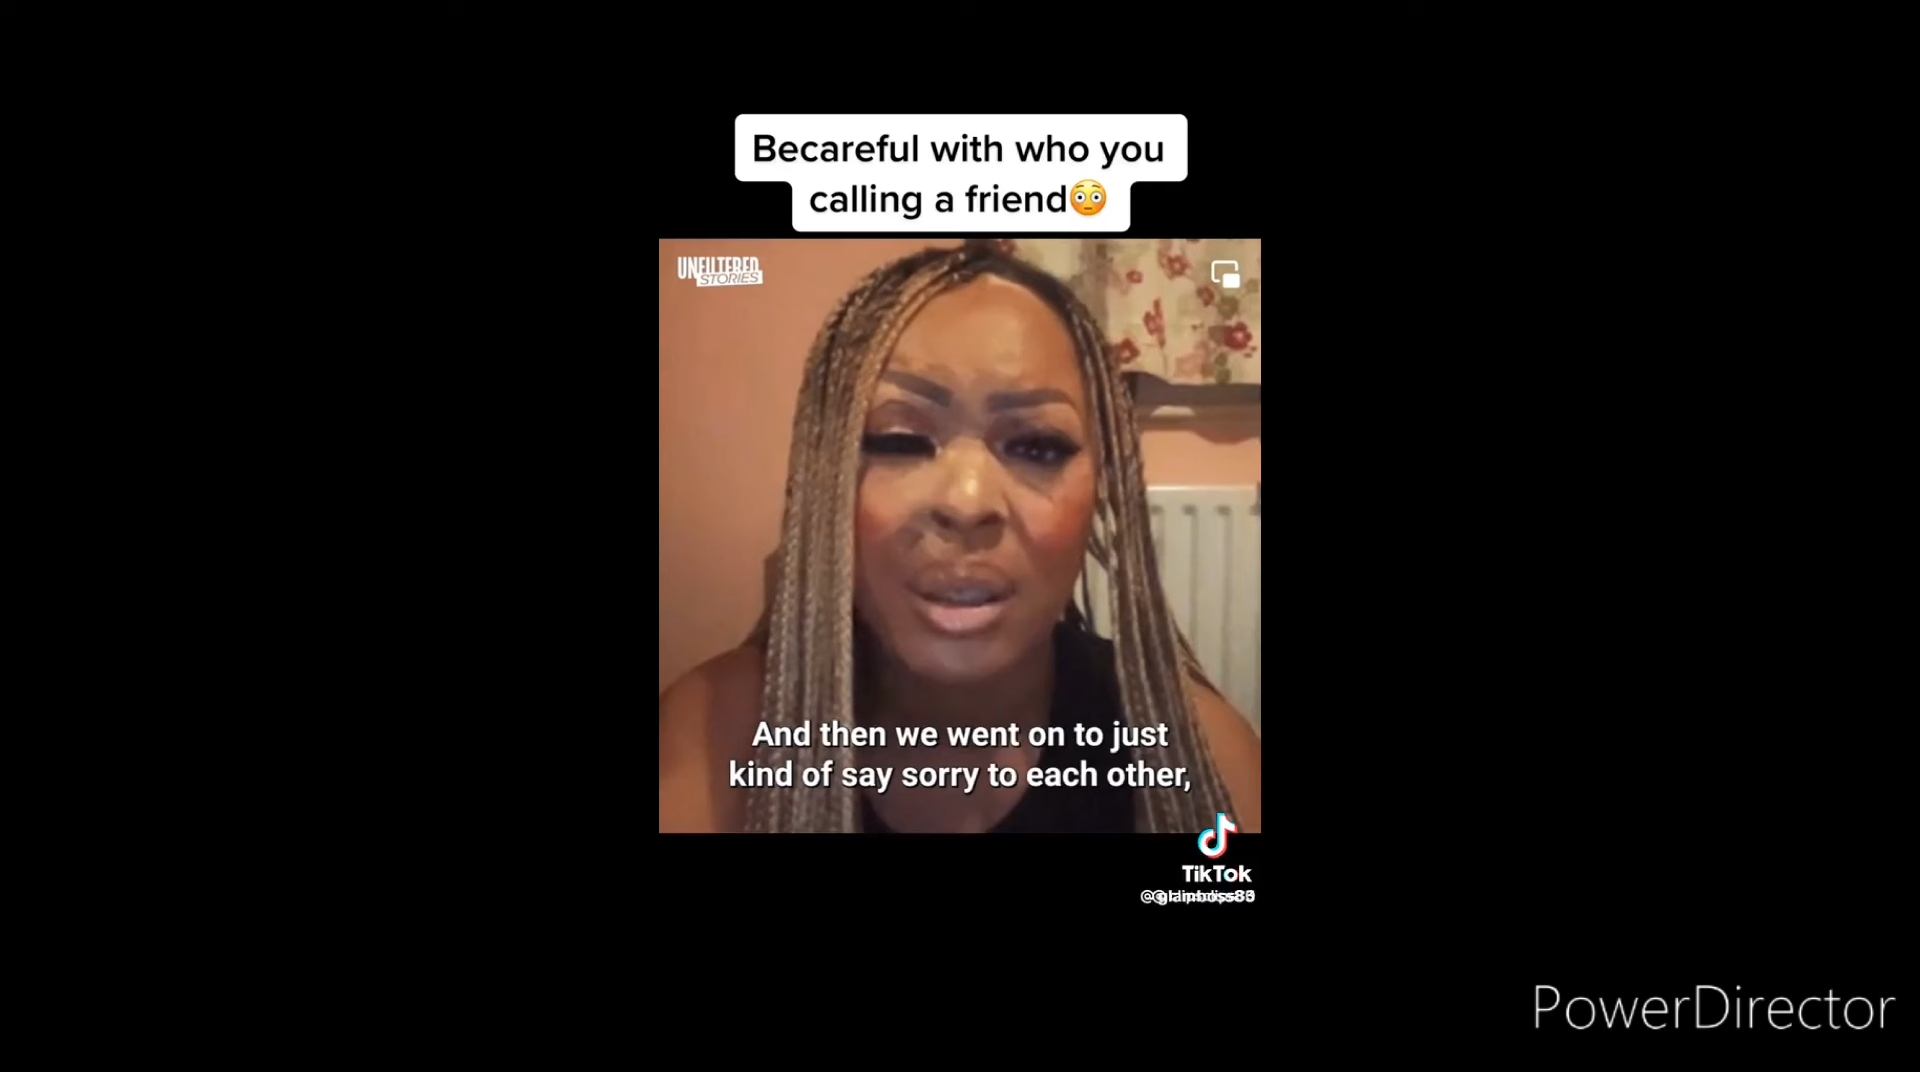 Becareful with who you
calling a friend😳
UNFILTERED
STORIES
And then we went on to just
kind of say sorry to each other,
TikTok
PowerDirector